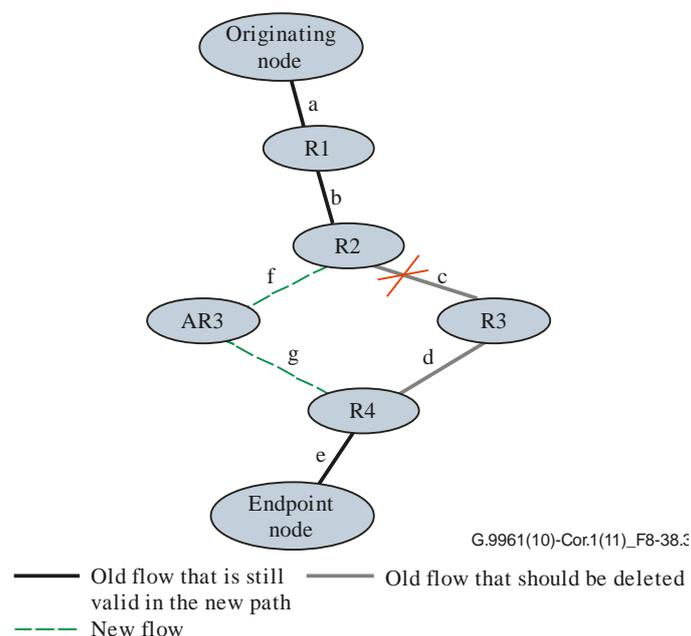 Originating
node
a
R1
b
R2
f
c
AR3
R3
g
d
R4
e
Endpoint
node
G.9961(10)-Cor.1(11)_F8-38.3
Old flow that is still
valid in the new path
Old flow that should be deleted
New flow